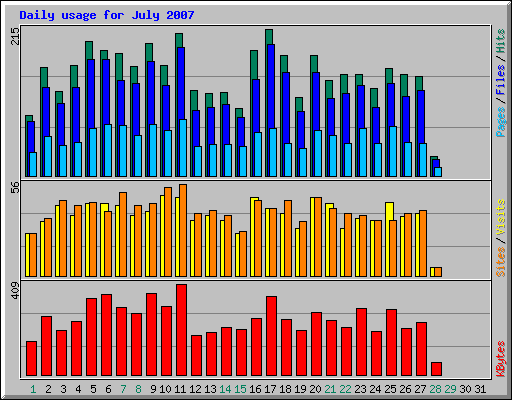 Daily usage for July 2007
215
Pages / Files / Hits
56
Sites / Visits
409
KBytes
1 2 3 4 5 6 7 8 9 10 11 12 13 14 15 16 17 18 19 20 21 22 23 24 25 26 27 28 29 30 31